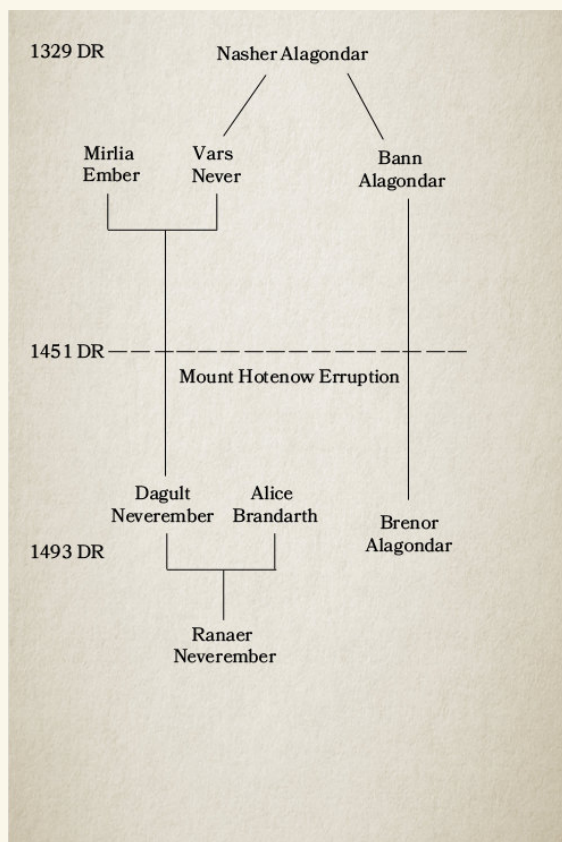 1329 DR
Nasher Alagondar
Mirlia
Ember
Vars
Never
Bann
Alagondar
1451 DR
Mount Hotenow Erruption
Dagult
Neverember
Alice
Brandarth
Brenor
Alagondar
1493 DR
Ranaer
Neverember